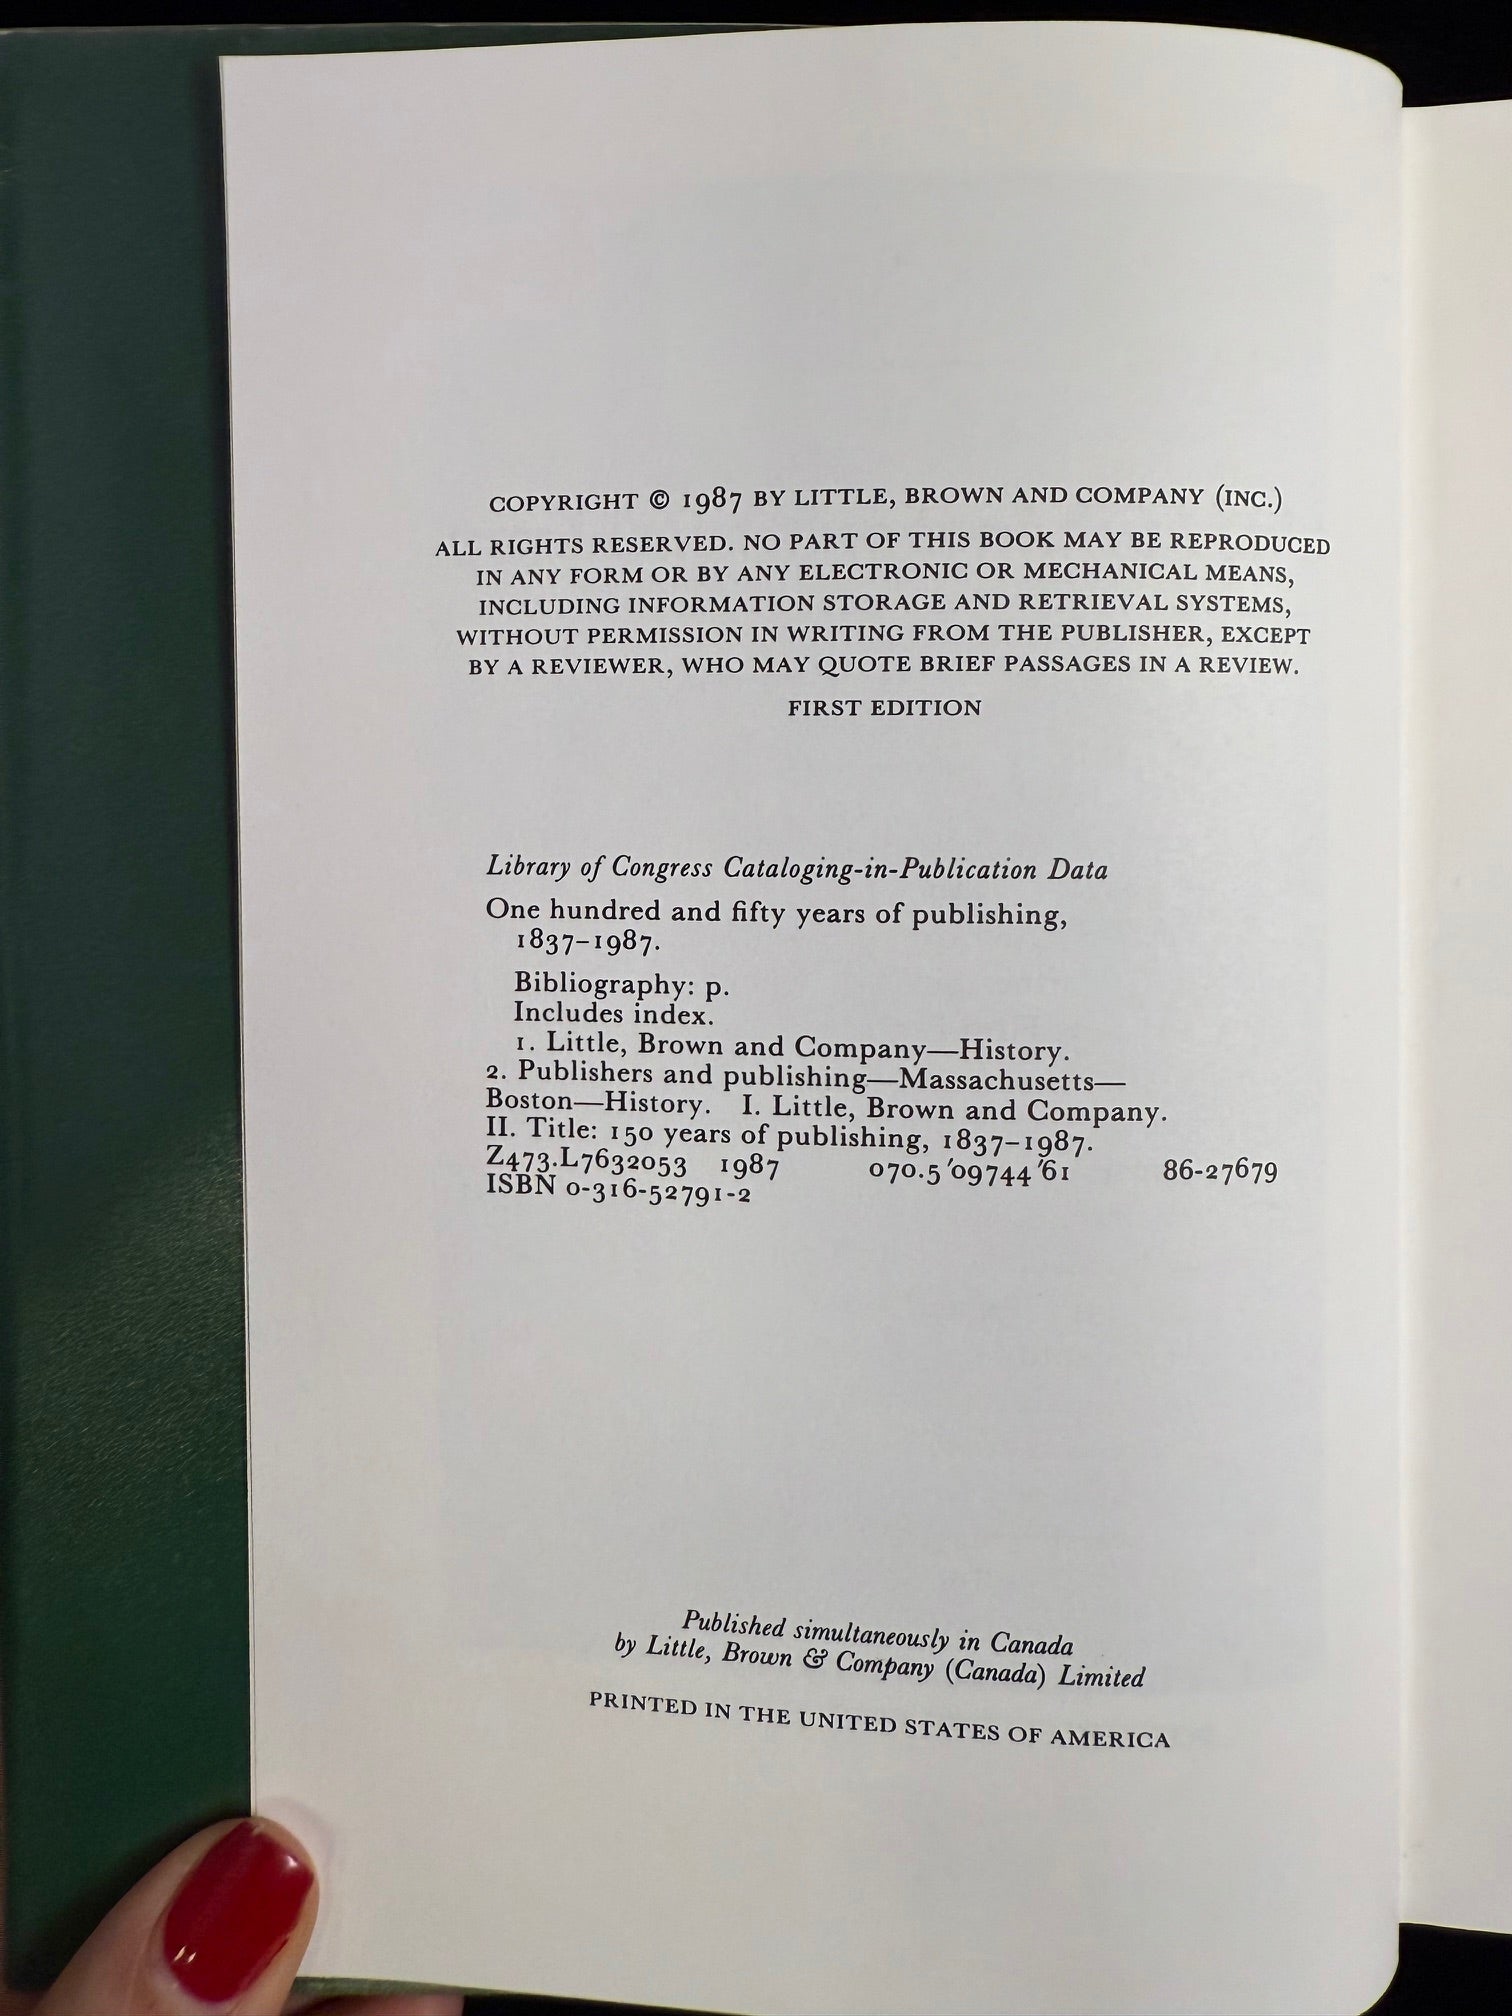 COPYRIGHT © 1987 BY LITTLE, BROWN AND COMPANY (INC.)
ALL RIGHTS RESERVED. NO PART OF THIS BOOK MAY BE REPRODUCED
IN ANY FORM OR BY ANY ELECTRONIC OR MECHANICAL MEANS,
INCLUDING INFORMATION STORAGE AND RETRIEVAL SYSTEMS,
WITHOUT PERMISSION IN WRITING FROM THE PUBLISHER, EXCEPT
BY A REVIEWER, WHO MAY QUOTE BRIEF PASSAGES IN A REVIEW.
FIRST EDITION
Library of Congress Cataloging-in-Publication Data
One hundred and fifty years of publishing,
1837–1987.
Bibliography: p.
Includes index.
1. Little, Brown and Company—History.
2. Publishers and publishing—Massachusetts—
Boston—History. I. Little, Brown and Company.
II. Title: 150 years of publishing, 1837–1987.
Z473.L7632053 1987 070.5′09744′61 86-27679
ISBN 0-316-52791-2
Published simultaneously in Canada
by Little, Brown & Company (Canada) Limited
PRINTED IN THE UNITED STATES OF AMERICA